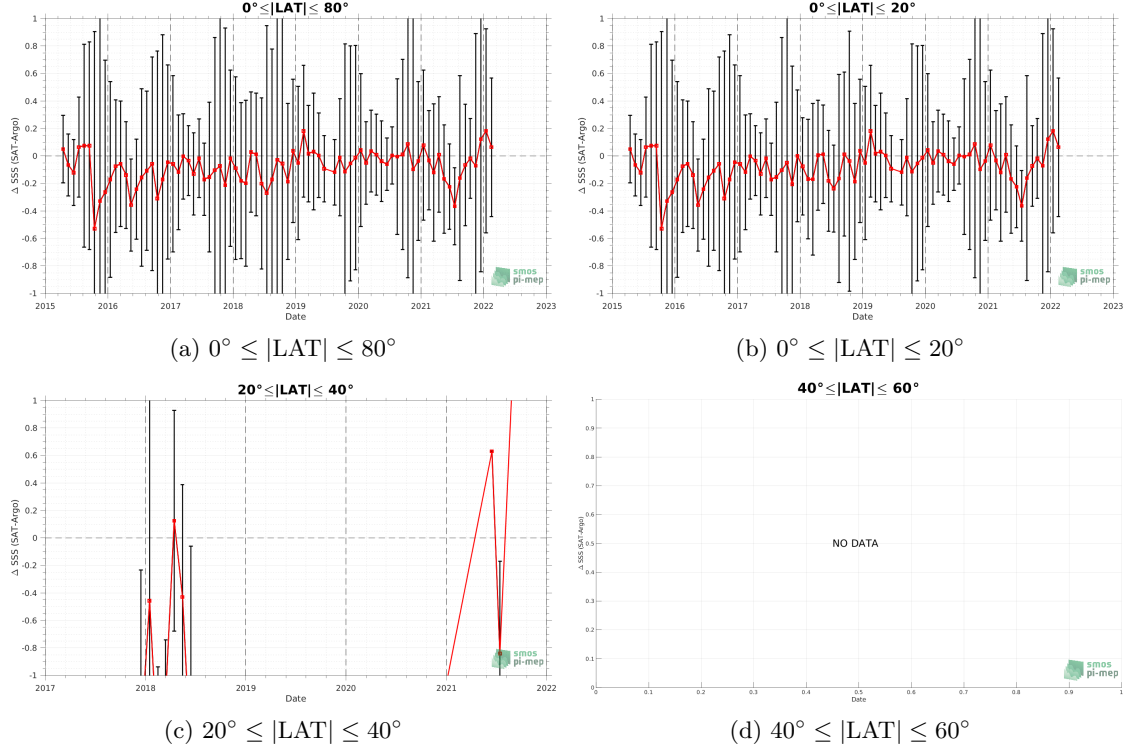 0°≤|LAT|≤ 80°
1
0.8
0.6
0.4
0.2
0
-0.2
-0.4
-0.6
-0.8
-1
Δ SSS (SAT-Argo)
2015 2016 2017 2018 2019 2020 2021 2022 2023
Date
smos
pi-mep
(a) 0° ≤ |LAT| ≤ 80°
0°≤|LAT|≤ 20°
1
0.8
0.6
0.4
0.2
0
-0.2
-0.4
-0.6
-0.8
-1
Δ SSS (SAT-Argo)
2015 2016 2017 2018 2019 2020 2021 2022 2023
Date
smos
pi-mep
(b) 0° ≤ |LAT| ≤ 20°
20°≤|LAT|≤ 40°
1
0.8
0.6
0.4
0.2
0
-0.2
-0.4
-0.6
-0.8
-1
Δ SSS (SAT-Argo)
2017 2018 2019 2020 2021 2022
Date
smos
pi-mep
(c) 20° ≤ |LAT| ≤ 40°
40°≤|LAT|≤ 60°
1
0.9
0.8
0.7
0.6
0.5
0.4
0.3
0.2
0.1
0
Δ SSS (SAT-Argo)
NO DATA
0 0.1 0.2 0.3 0.4 0.5 0.6 0.7 0.8 0.9 1
Date
smos
pi-mep
(d) 40° ≤ |LAT| ≤ 60°